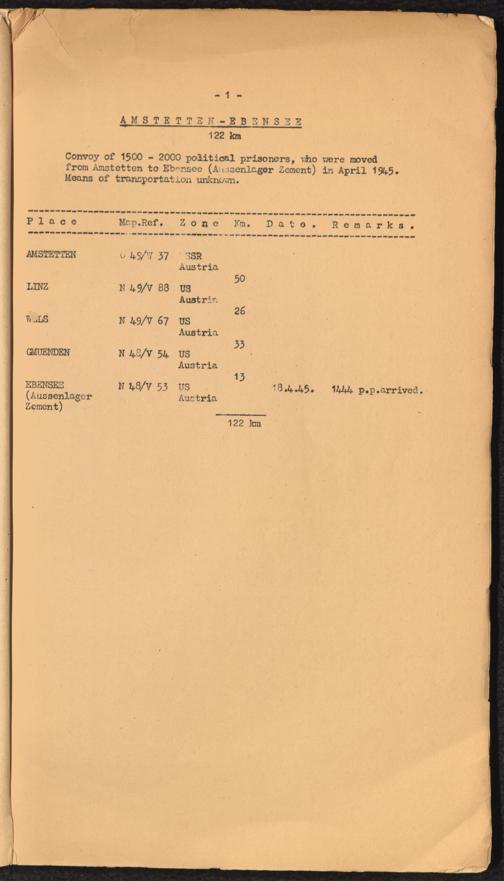 - 1 -
AMSTETTEN-EBENSEE
122 km
Convoy of 1500 - 2000 political prisoners, who were moved
from Amstetten to Ebensee (Aussenlager Zement) in April 1945.
Means of transportation unknown.
Place Map.Ref. Zone Km. Date. Remarks.
AMSTETTEN O 49/W 37 USSR
Austria
50
LINZ N 49/V 88 US
Austria
26
WELS N 49/V 67 US
Austria
33
GMUENDEN N 48/V 54 US
Austria
13
EBENSEE N 48/V 53 US 18.4.45. 1444 p.p.arrived.
(Aussenlager Austria
Zement)
122 km